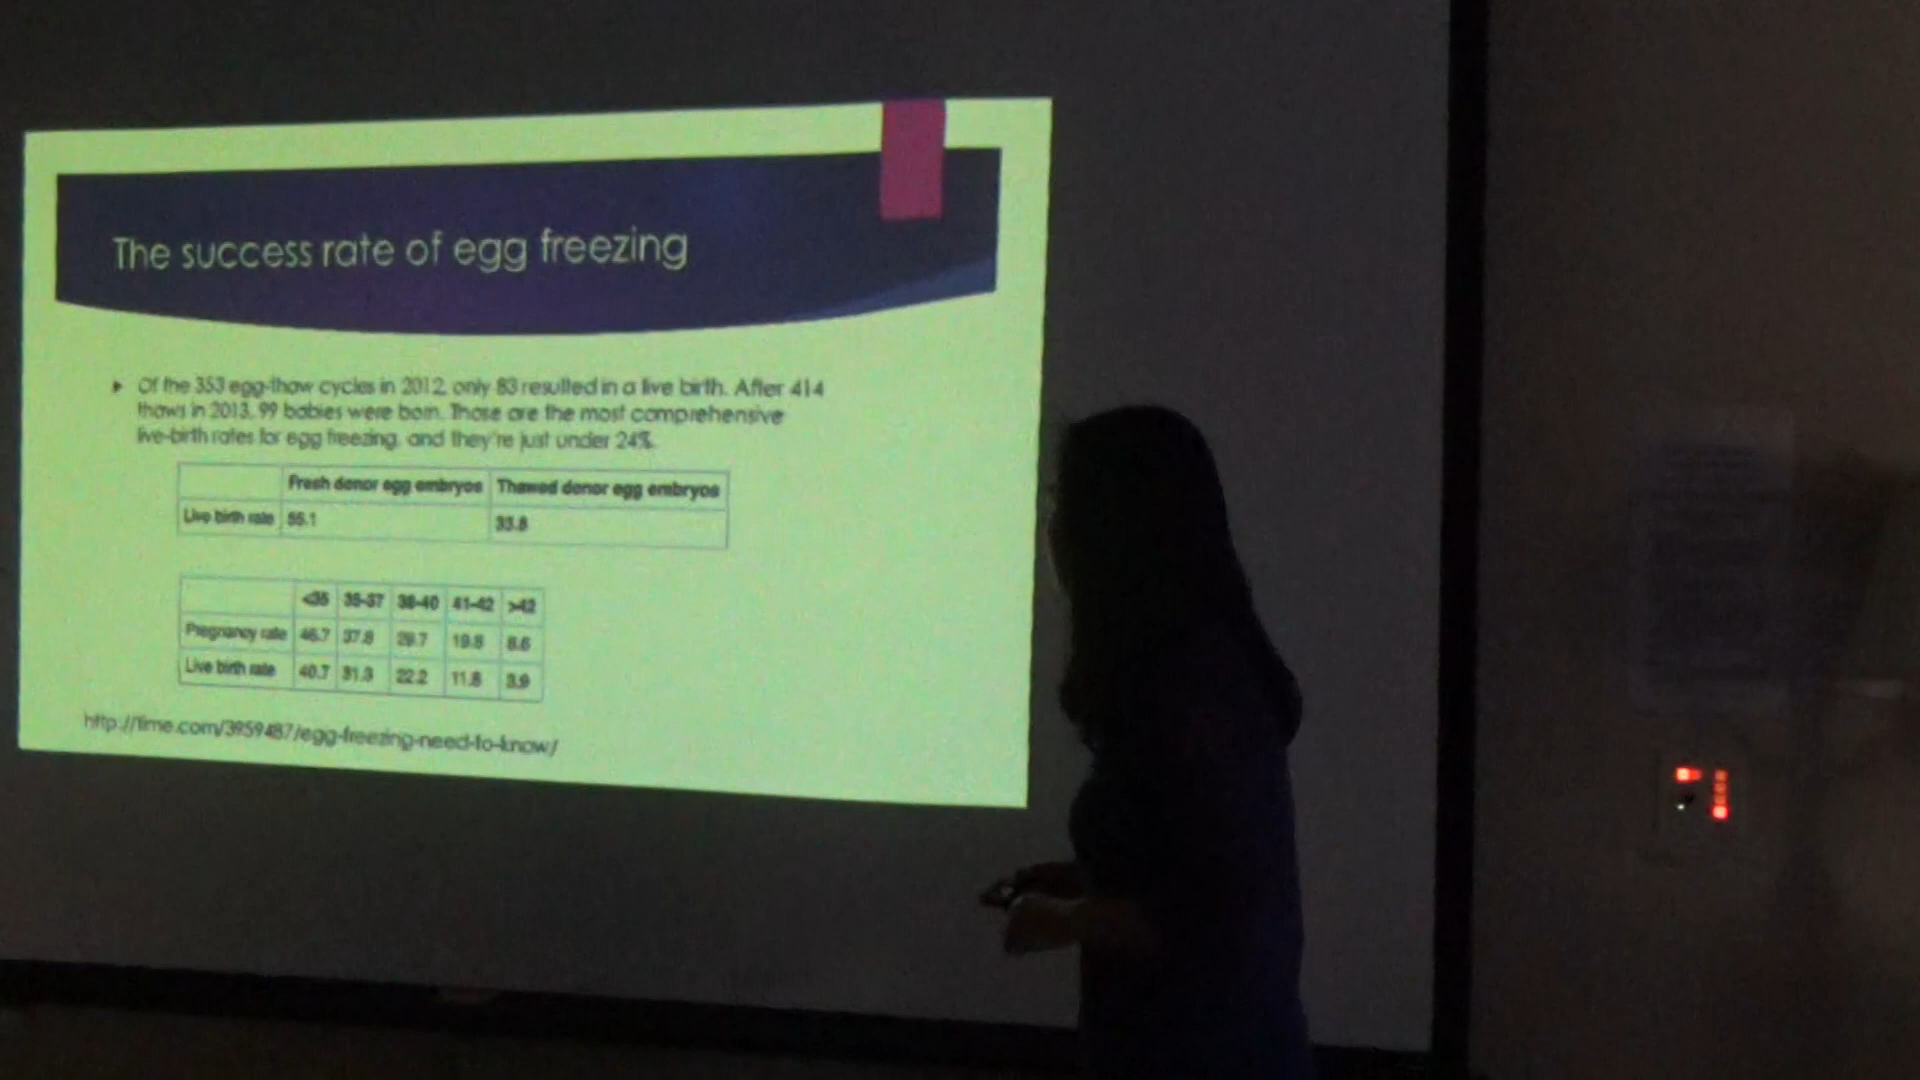 The success rate of egg freezing
Of the 353 egg-thaw cycles in 2012, only 83 resulted in a live birth. After 414
thaws in 2013, 99 babies were born. Those are the most comprehensive
live-birth rates for egg freezing, and they're just under 24%.
Fresh donor egg embryos Thawed donor egg embryos
Live birth rate 55.1 33.8
<35 35-37 38-40 41-42 >42
Pregnancy rate 46.7 37.8 29.7 19.8 8.6
Live birth rate 40.7 31.3 22.2 11.8 3.9
http://time.com/3959487/egg-freezing-need-to-know/